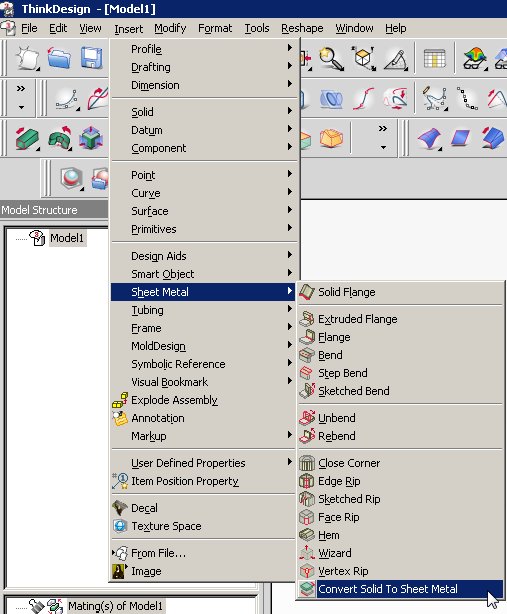 ThinkDesign - [Model1]
File Edit View Insert Modify Format Tools Reshape Window Help
Profile
Drafting
Dimension
Solid
Datum
Component
Point
Curve
Surface
Primitives
Model Structure
Model1
Design Aids
Smart Object
Sheet Metal
Tubing
Frame
MoldDesign
Symbolic Reference
Visual Bookmark
Explode Assembly
Annotation
Markup
User Defined Properties
Item Position Property
Decal
Texture Space
From File...
Image
Solid Flange
Extruded Flange
Flange
Bend
Step Bend
Sketched Bend
Unbend
Rebend
Close Corner
Edge Rip
Sketched Rip
Face Rip
Hem
Wizard
Vertex Rip
Convert Solid To Sheet Metal
Mating(s) of Model1